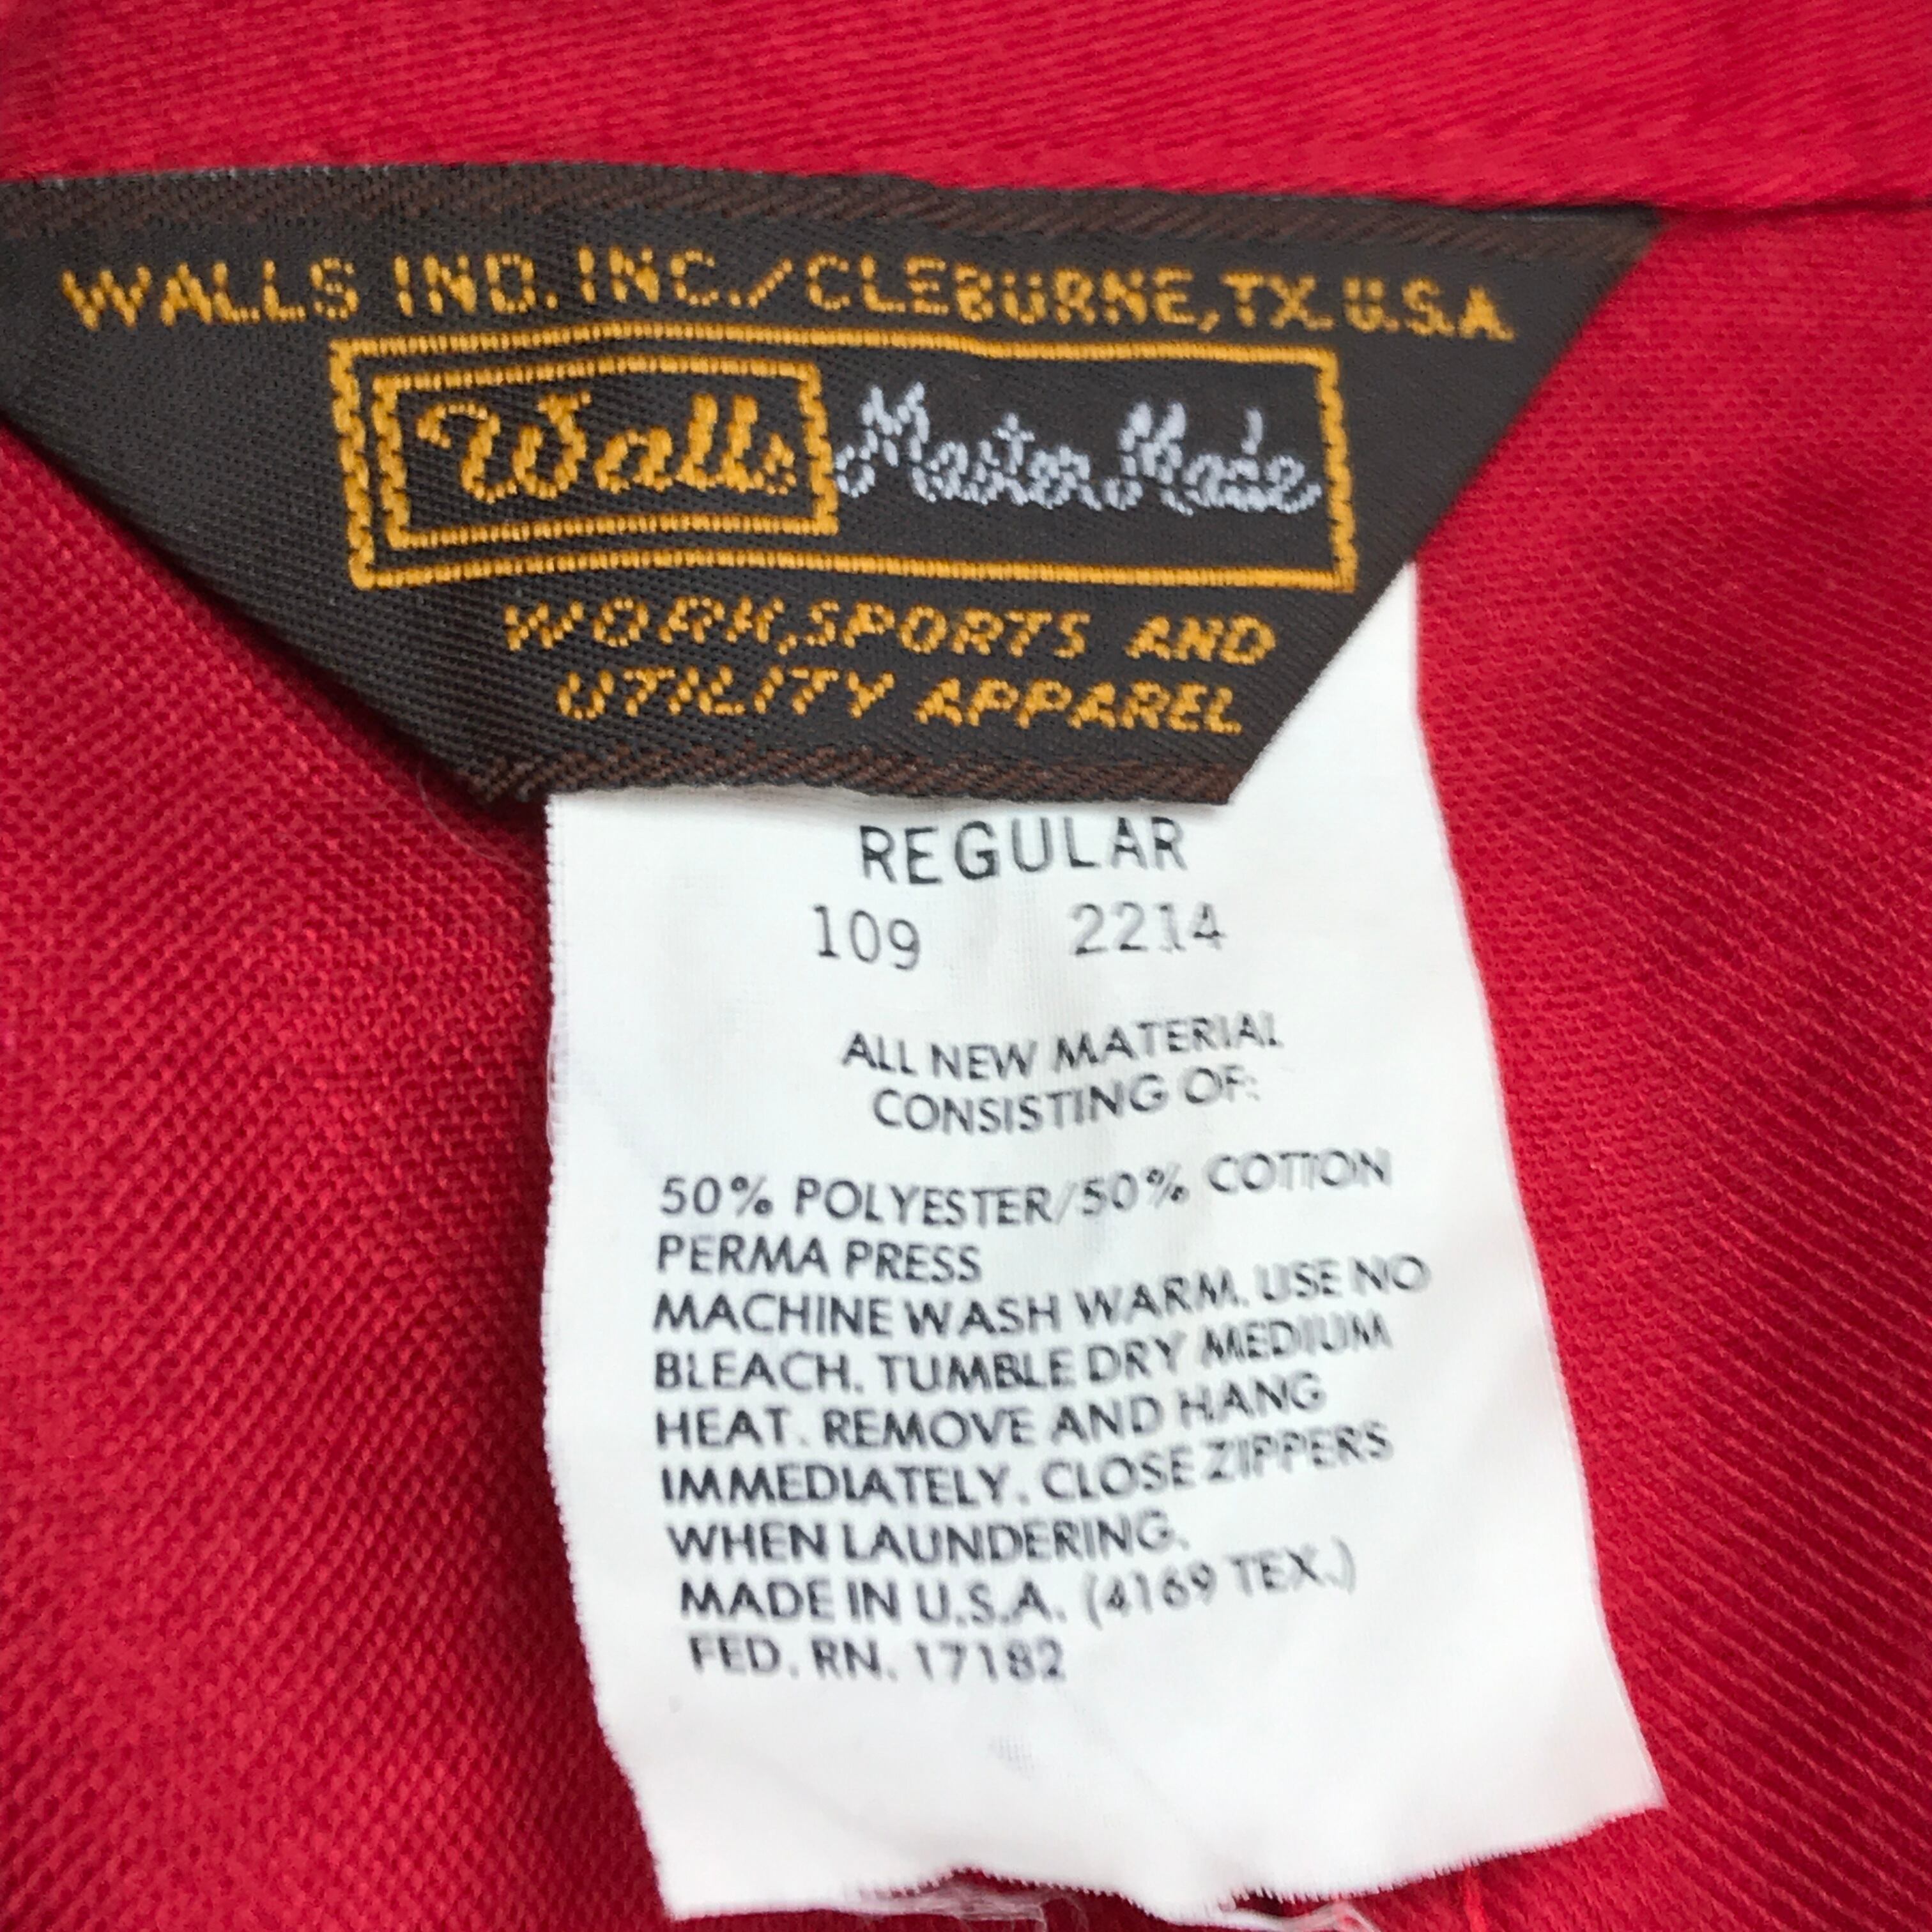 WALLS IND. INC./CLEBURNE, TX. U.S.A.
Walls Master Made
WORK, SPORTS AND
UTILITY APPAREL
REGULAR
109 2214
ALL NEW MATERIAL
CONSISTING OF:
50% POLYESTER/50% COTTON
PERMA PRESS
MACHINE WASH WARM. USE NO
BLEACH. TUMBLE DRY MEDIUM
HEAT. REMOVE AND HANG
IMMEDIATELY. CLOSE ZIPPERS
WHEN LAUNDERING.
MADE IN U.S.A. (4169 TEX.)
FED. RN. 17182